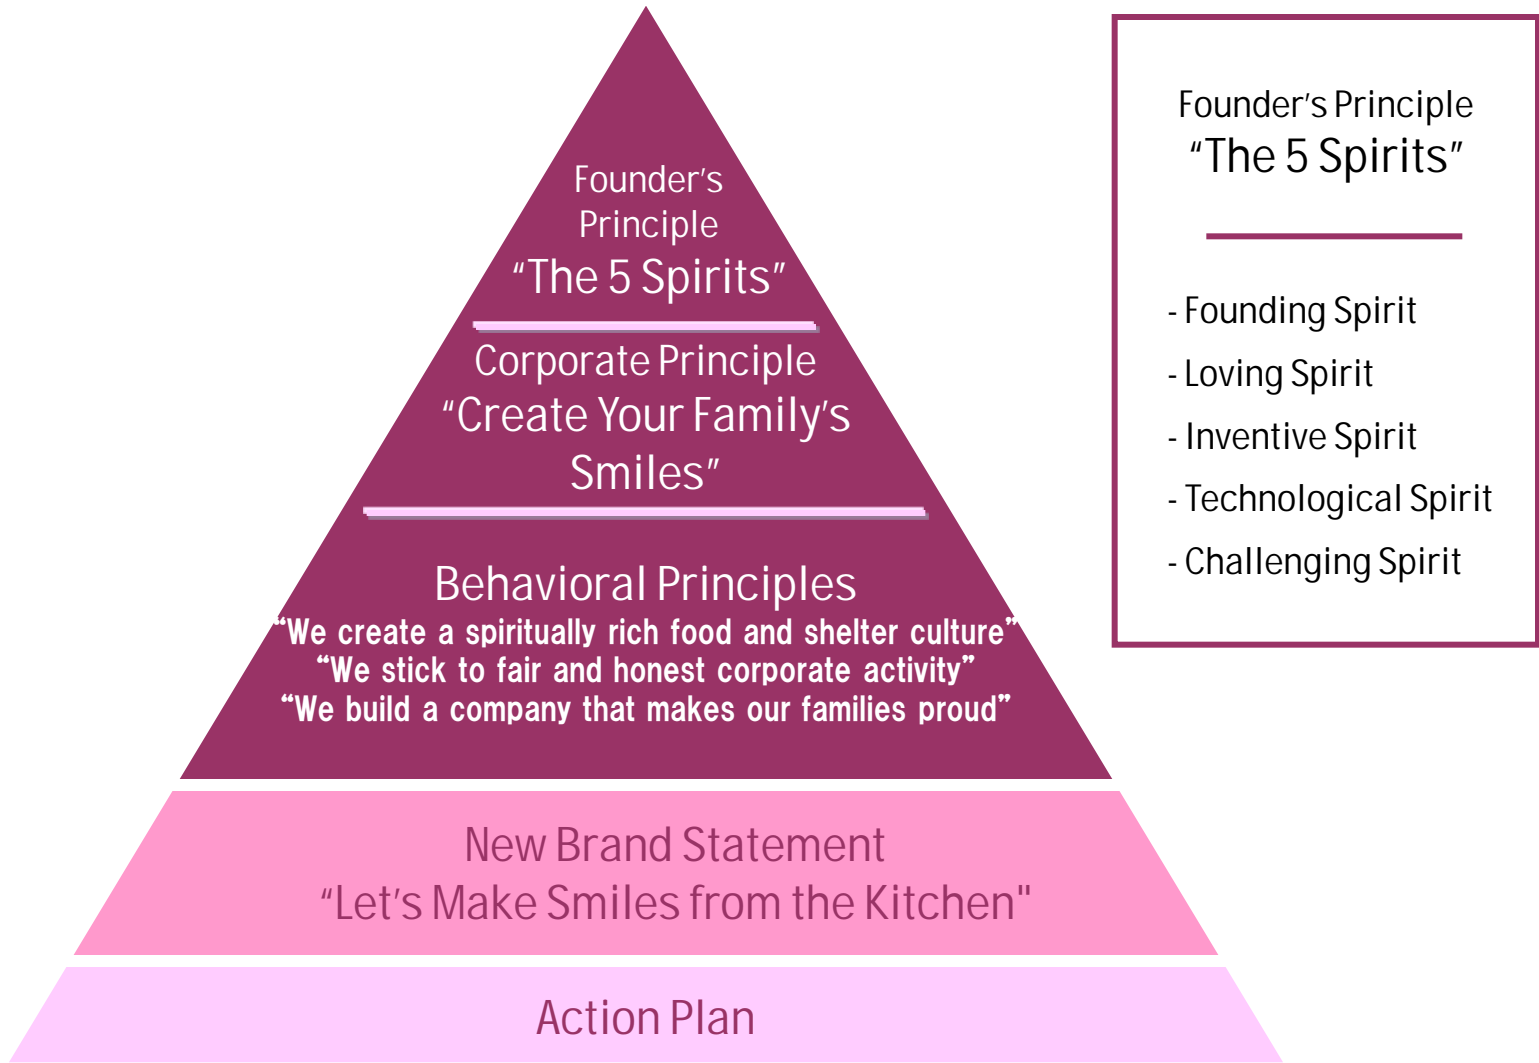 Founder's
Principle
"The 5 Spirits"
Corporate Principle
"Create Your Family's
Smiles"
Behavioral Principles
“We create a spiritually rich food and shelter culture”
“We stick to fair and honest corporate activity”
“We build a company that makes our families proud”
New Brand Statement
"Let's Make Smiles from the Kitchen"
Action Plan
Founder's Principle
"The 5 Spirits"
- Founding Spirit
- Loving Spirit
- Inventive Spirit
- Technological Spirit
- Challenging Spirit